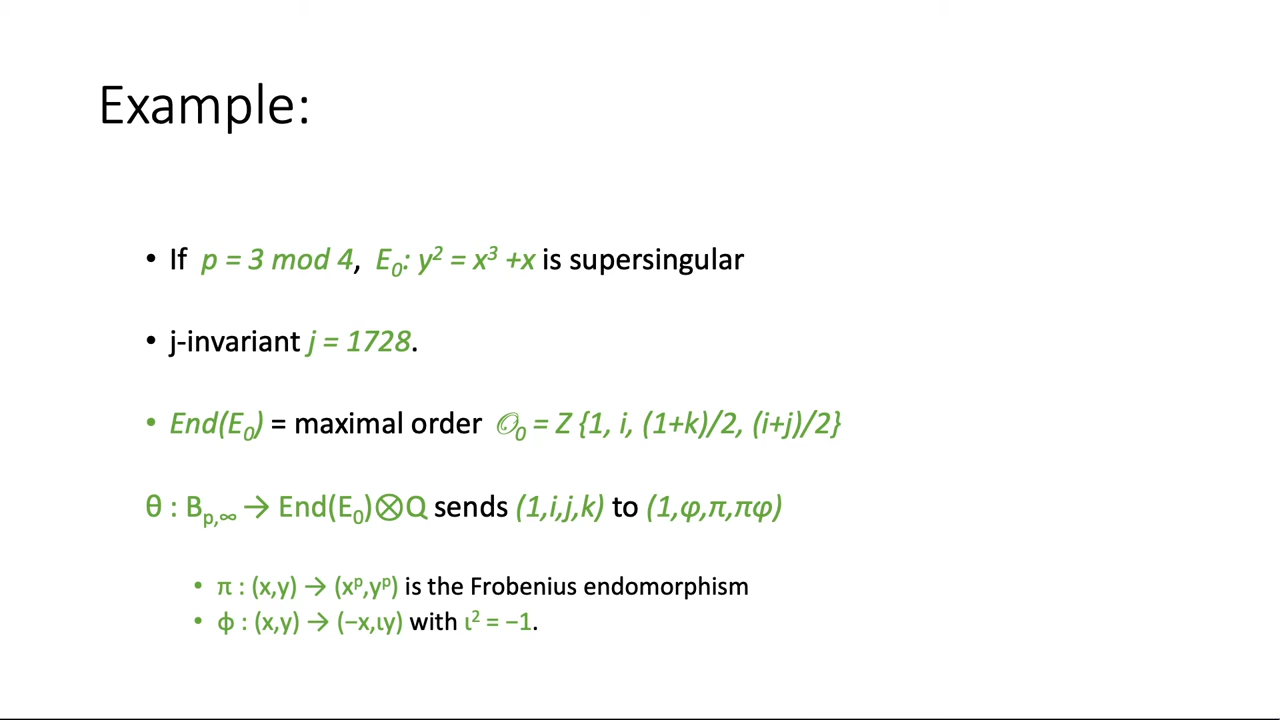 Example:
• If p = 3 mod 4, E₀: y² = x³ +x is supersingular
• j-invariant j = 1728.
• End(E₀) = maximal order 𝒪₀ = Z {1, i, (1+k)/2, (i+j)/2}
θ : Bₚ,∞ → End(E₀)⊗Q sends (1,i,j,k) to (1,φ,π,πφ)
• π : (x,y) → (xᵖ,yᵖ) is the Frobenius endomorphism
• ϕ : (x,y) → (−x,ιy) with ι² = −1.